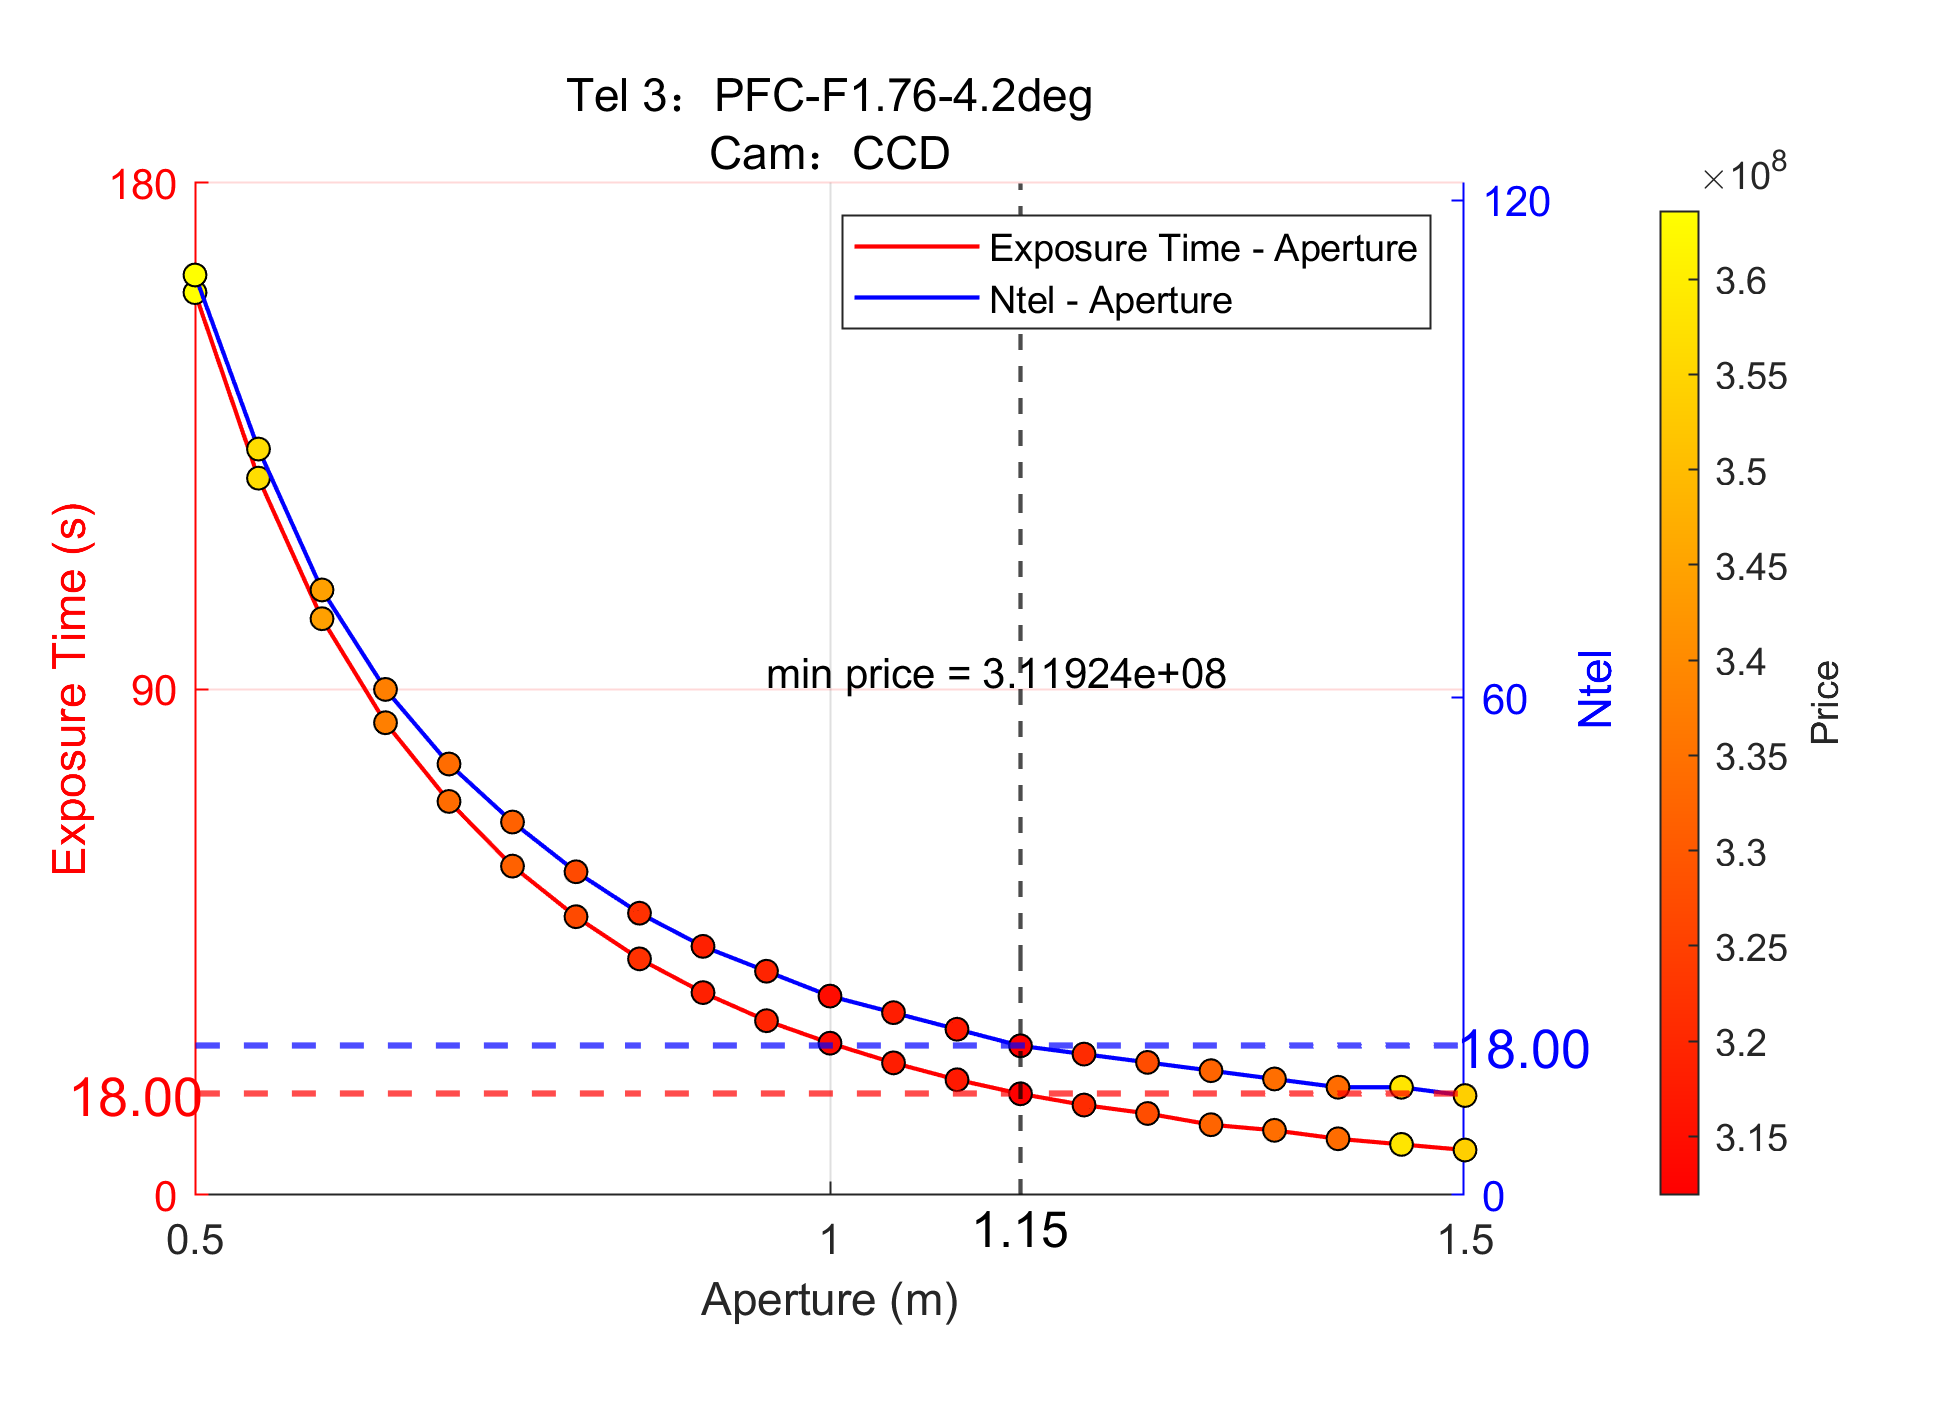 Tel 3：PFC-F1.76-4.2deg
Cam：CCD
180
90
18.00
0
Exposure Time (s)
Exposure Time - Aperture
Ntel - Aperture
min price = 3.11924e+08
120
60
18.00
0
Ntel
0.5
1
1.15
1.5
Aperture (m)
×10⁸
3.6
3.55
3.5
3.45
3.4
3.35
3.3
3.25
3.2
3.15
Price